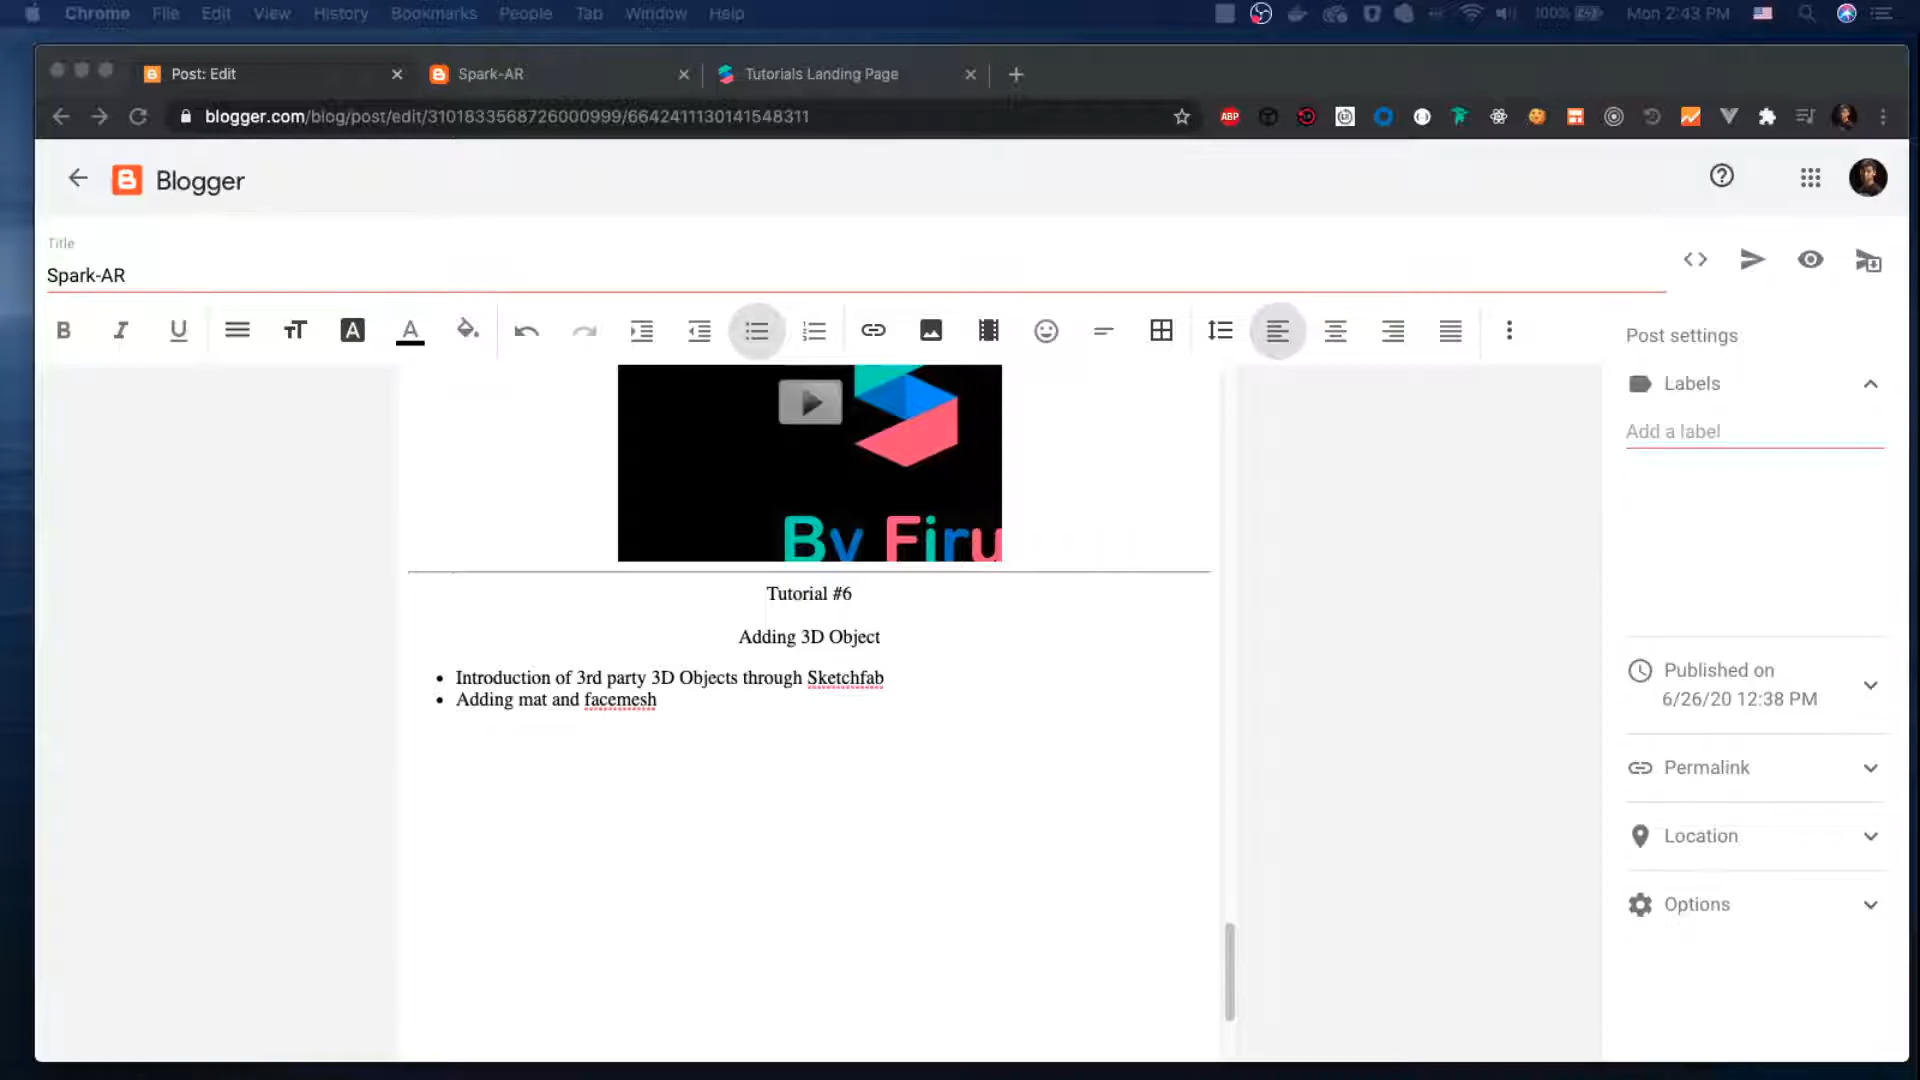 Chrome File Edit View History Bookmarks People Tab Window Help 100% Mon 2:43 PM
Post: Edit Spark-AR Tutorials Landing Page
blogger.com/blog/post/edit/3101833568726000999/6642411130141548311 ABP
Blogger
Title
Spark-AR
B I U TT A A
Post settings
Labels
Add a label
By Firu
Tutorial #6
Adding 3D Object
Introduction of 3rd party 3D Objects through Sketchfab
Adding mat and facemesh
Published on
6/26/20 12:38 PM
Permalink
Location
Options